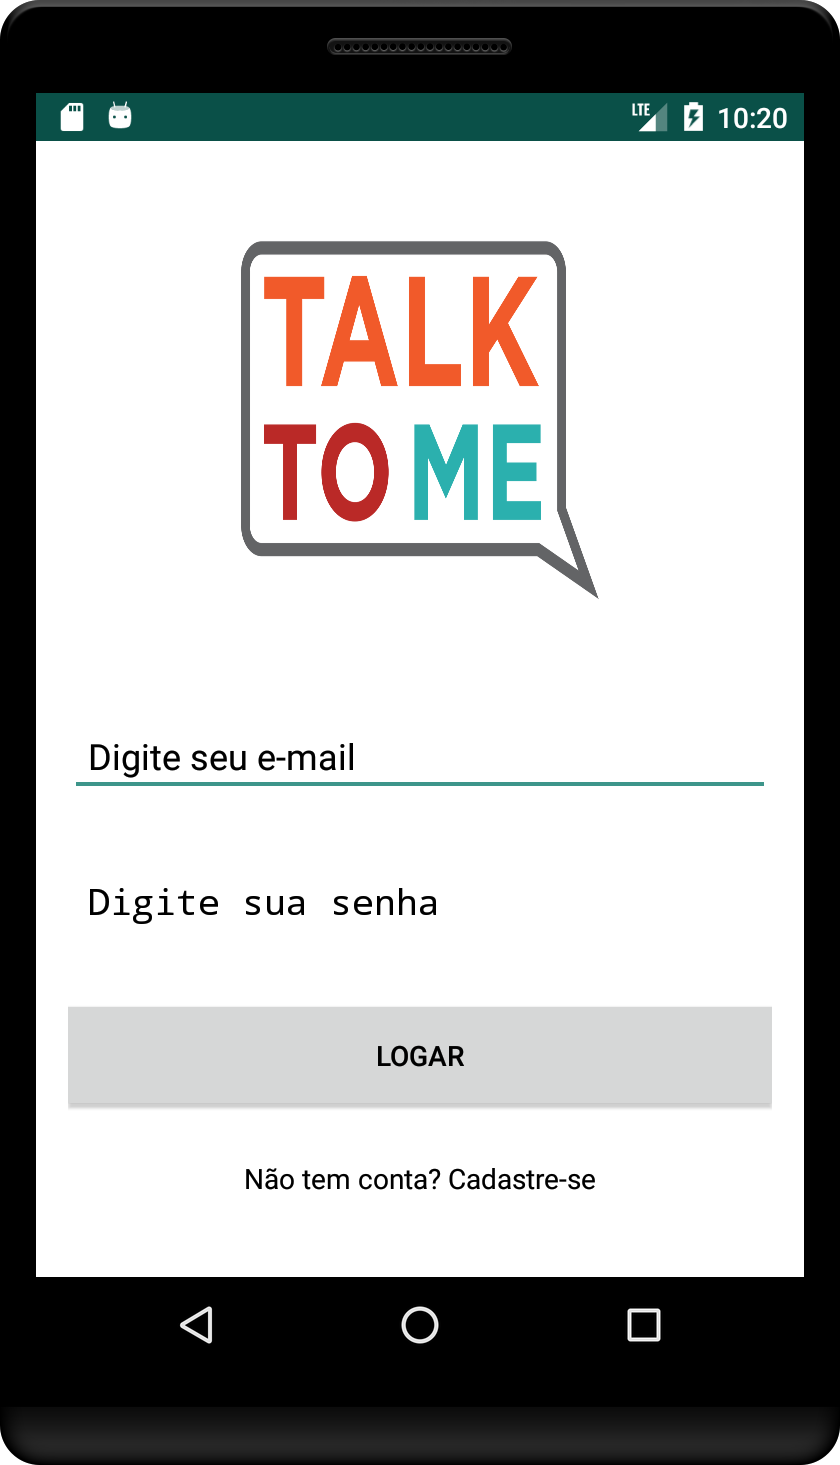 LTE 10:20
TALK
TO ME
Digite seu e-mail
Digite sua senha
LOGAR
Não tem conta? Cadastre-se